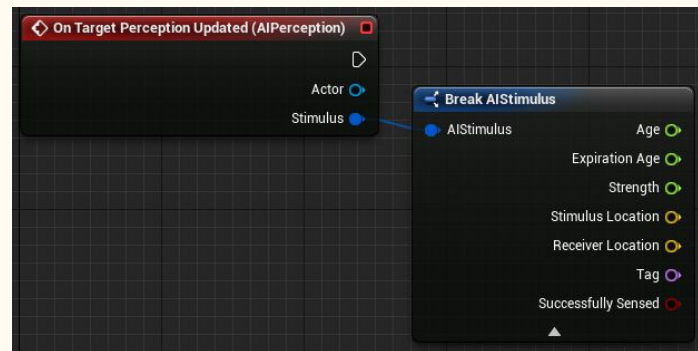 On Target Perception Updated (AIPerception)
Actor
Stimulus
Break AIStimulus
AIStimulus
Age
Expiration Age
Strength
Stimulus Location
Receiver Location
Tag
Successfully Sensed